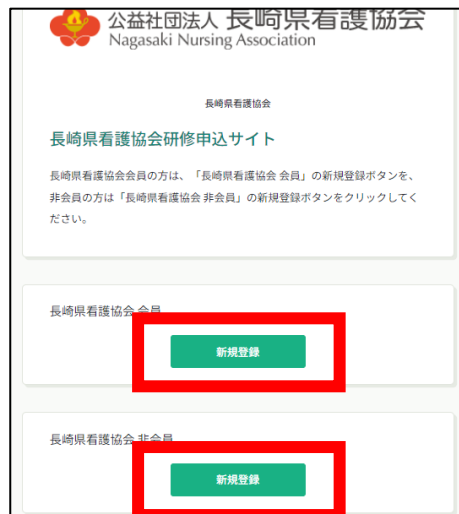 公益社団法人 長崎県看護協会
Nagasaki Nursing Association
長崎県看護協会
長崎県看護協会研修申込サイト
長崎県看護協会会員の方は、「長崎県看護協会 会員」の新規登録ボタンを、
非会員の方は「長崎県看護協会 非会員」の新規登録ボタンをクリックしてく
ださい。
長崎県看護協会 会員
新規登録
長崎県看護協会 非会員
新規登録